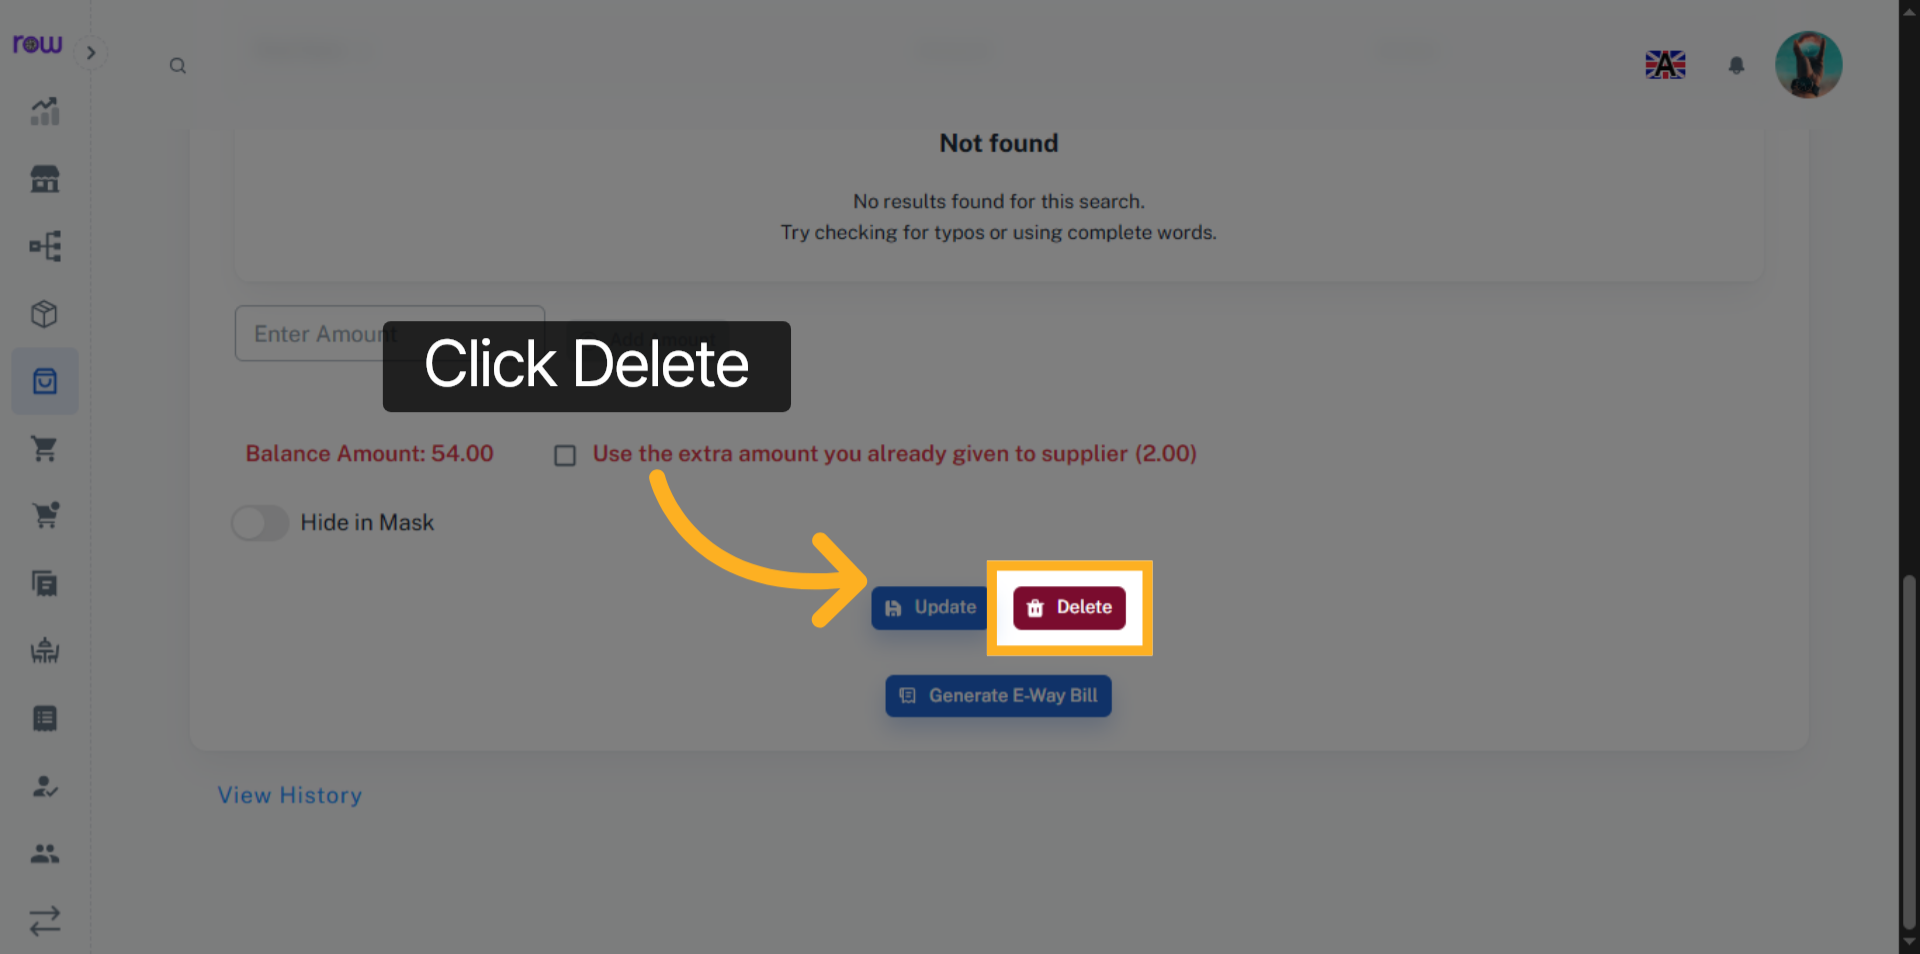 row
A
Not found
No results found for this search.
Try checking for typos or using complete words.
Enter Amount
Click Delete
Balance Amount: 54.00
Use the extra amount you already given to supplier (2.00)
Hide in Mask
Update
Delete
Generate E-Way Bill
View History